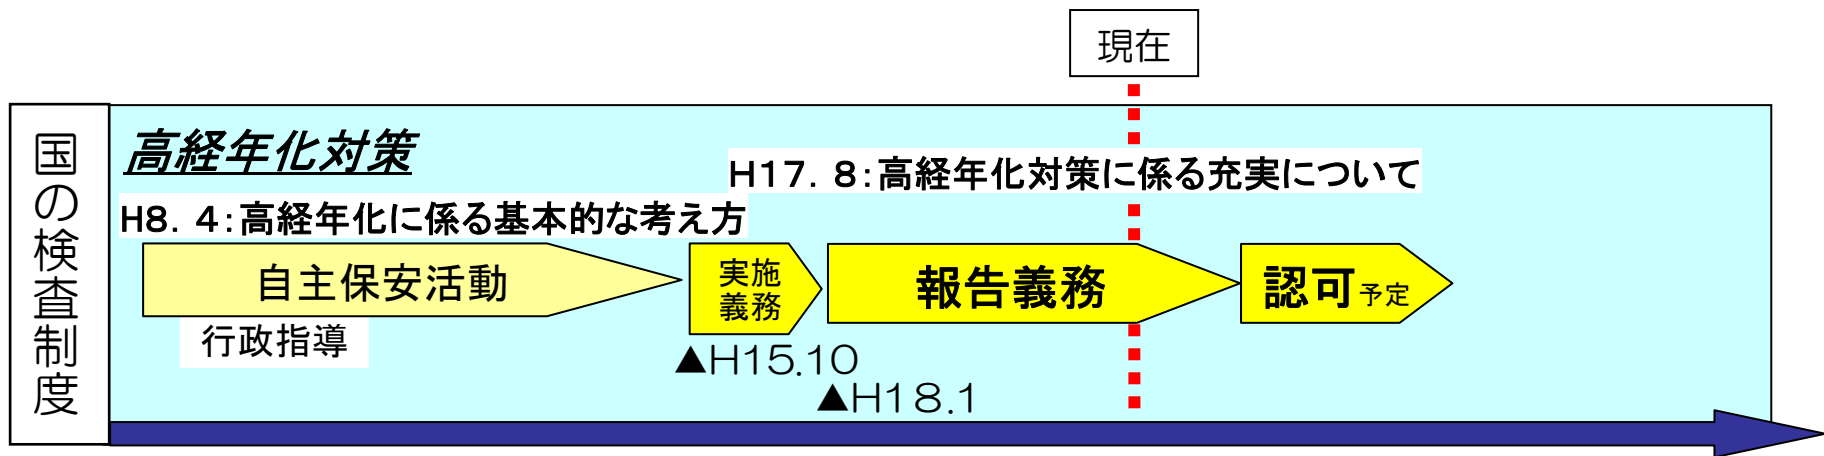 現在
国の検査制度
高経年化対策
H17．8：高経年化対策に係る充実について
H8．4：高経年化に係る基本的な考え方
自主保安活動
実施
義務
報告義務
認可予定
行政指導
▲H15.10
▲H18.1